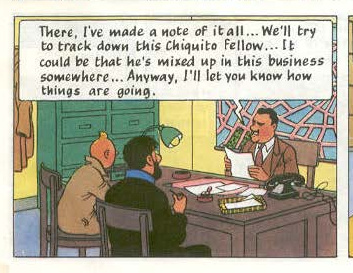 There, I've made a note of it all... We'll try
to track down this Chiquito fellow... It
could be that he's mixed up in this business
somewhere... Anyway, I'll let you know how
things are going.